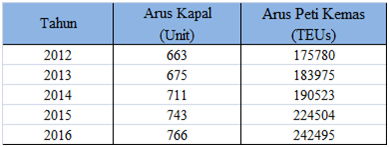 Tahun Arus Kapal (Unit) Arus Peti Kemas (TEUs)
2012 663 175780
2013 675 183975
2014 711 190523
2015 743 224504
2016 766 242495